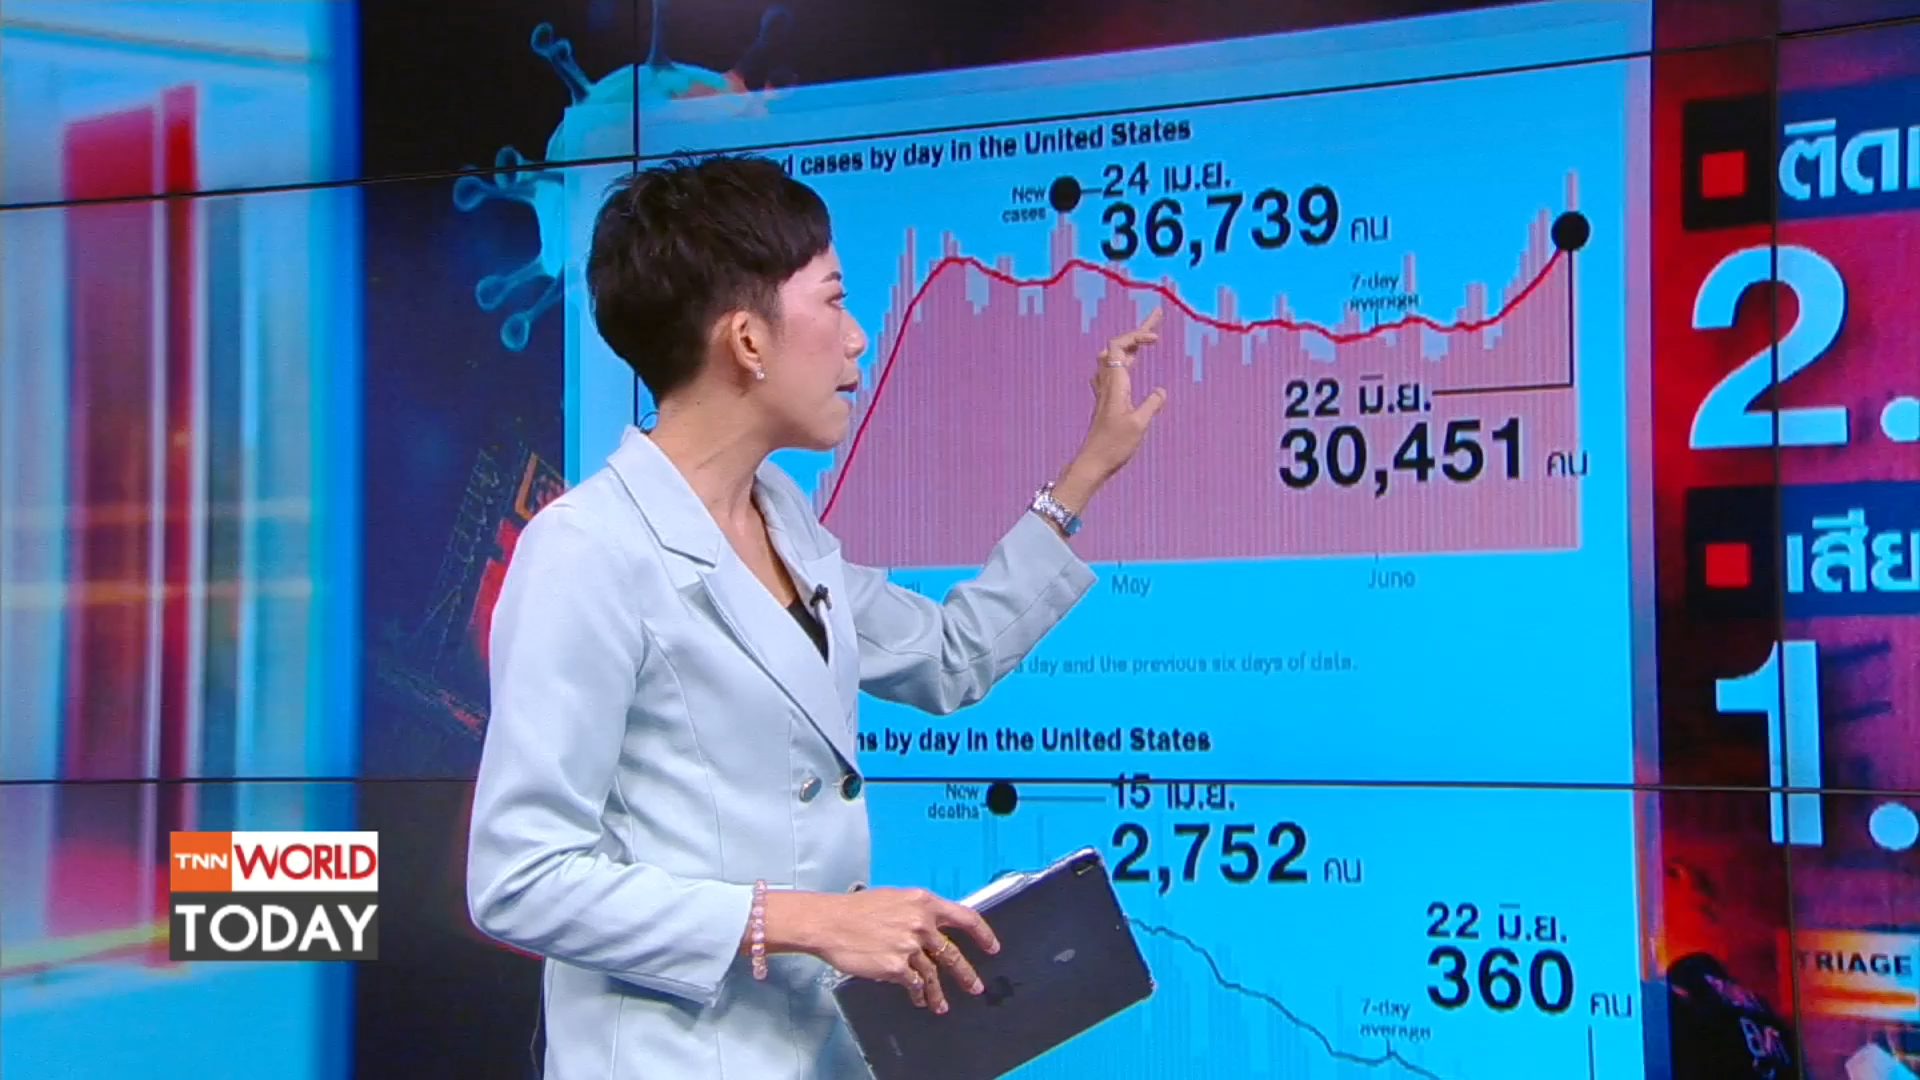 d cases by day in the United States
New
cases
24 เม.ย.
36,739 คน
7-day
average
22 มิ.ย.
30,451 คน
May
June
day and the previous six days of data.
ns by day in the United States
New
deaths
15 เม.ย.
2,752 คน
22 มิ.ย.
360 คน
7-day
average
ติด
2.
เสีย
1.
TRIAGE
TNN WORLD
TODAY